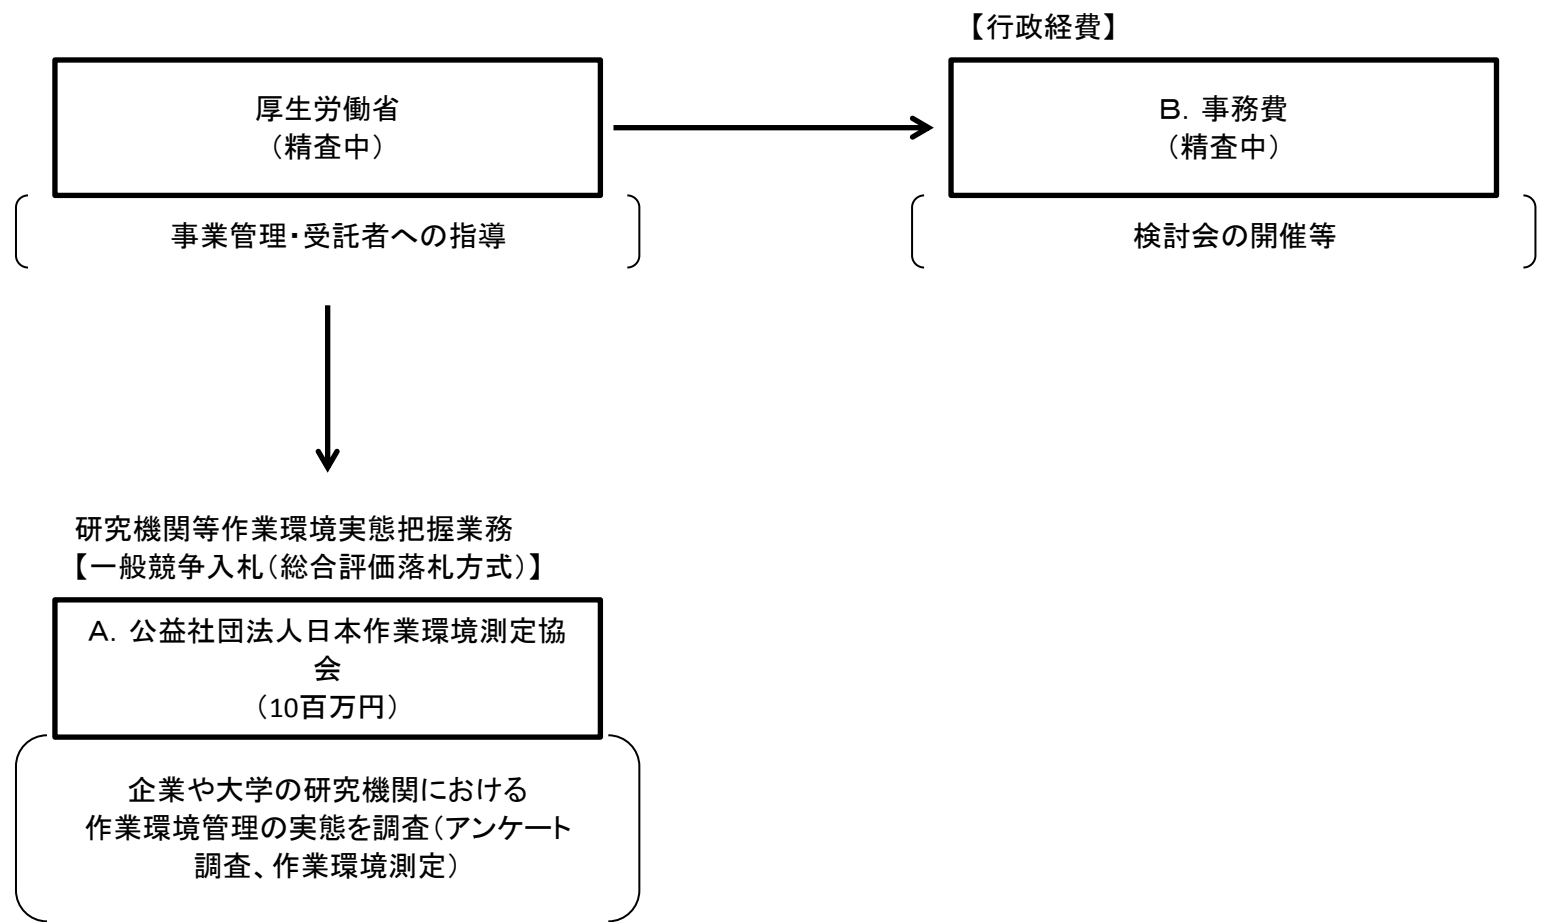 【行政経費】
厚生労働省
（精査中）
Ｂ．事務費
（精査中）
事業管理・受託者への指導
検討会の開催等
研究機関等作業環境実態把握業務
【一般競争入札（総合評価落札方式）】
Ａ．公益社団法人日本作業環境測定協
会
（10百万円）
企業や大学の研究機関における
作業環境管理の実態を調査（アンケート
調査、作業環境測定）